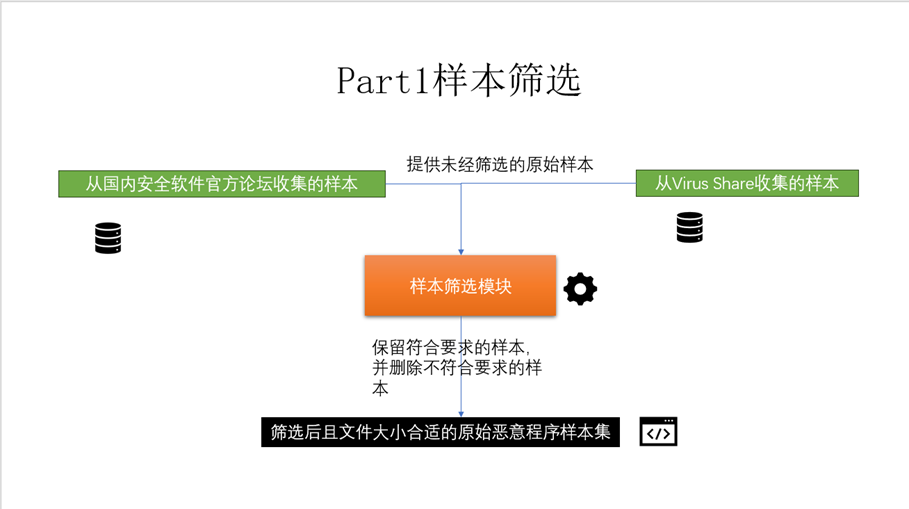 Part1样本筛选
提供未经筛选的原始样本
从国内安全软件官方论坛收集的样本
从Virus Share收集的样本
样本筛选模块
保留符合要求的样本,
并删除不符合要求的样
本
筛选后且文件大小合适的原始恶意程序样本集